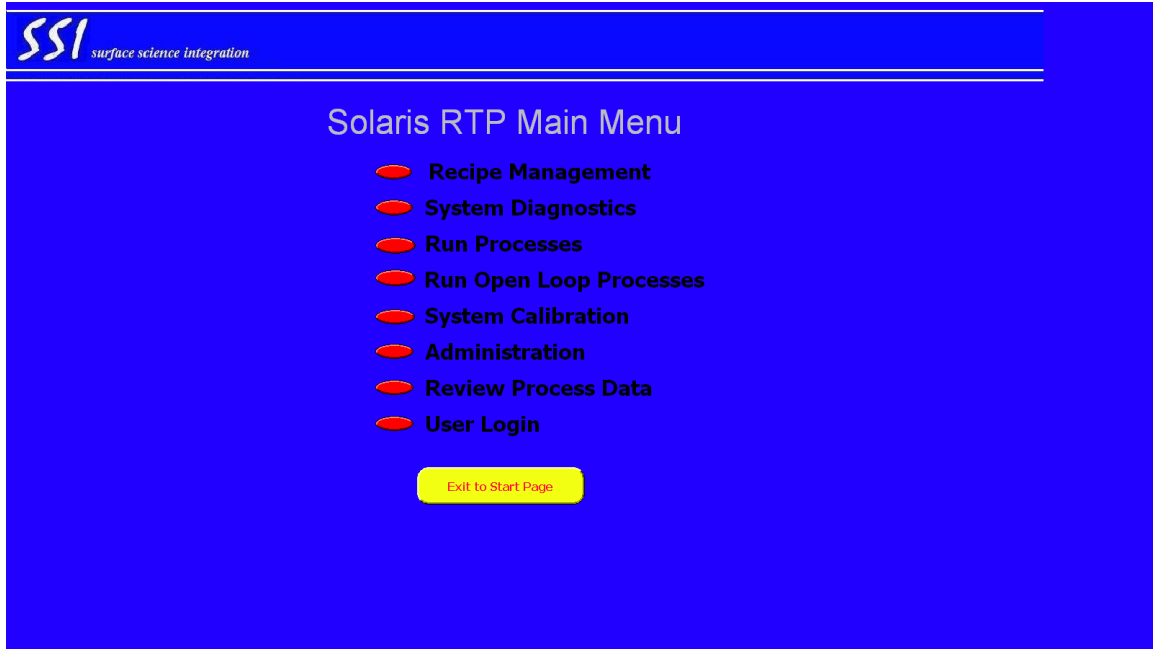 SSI surface science integration
Solaris RTP Main Menu
Recipe Management
System Diagnostics
Run Processes
Run Open Loop Processes
System Calibration
Administration
Review Process Data
User Login
Exit to Start Page